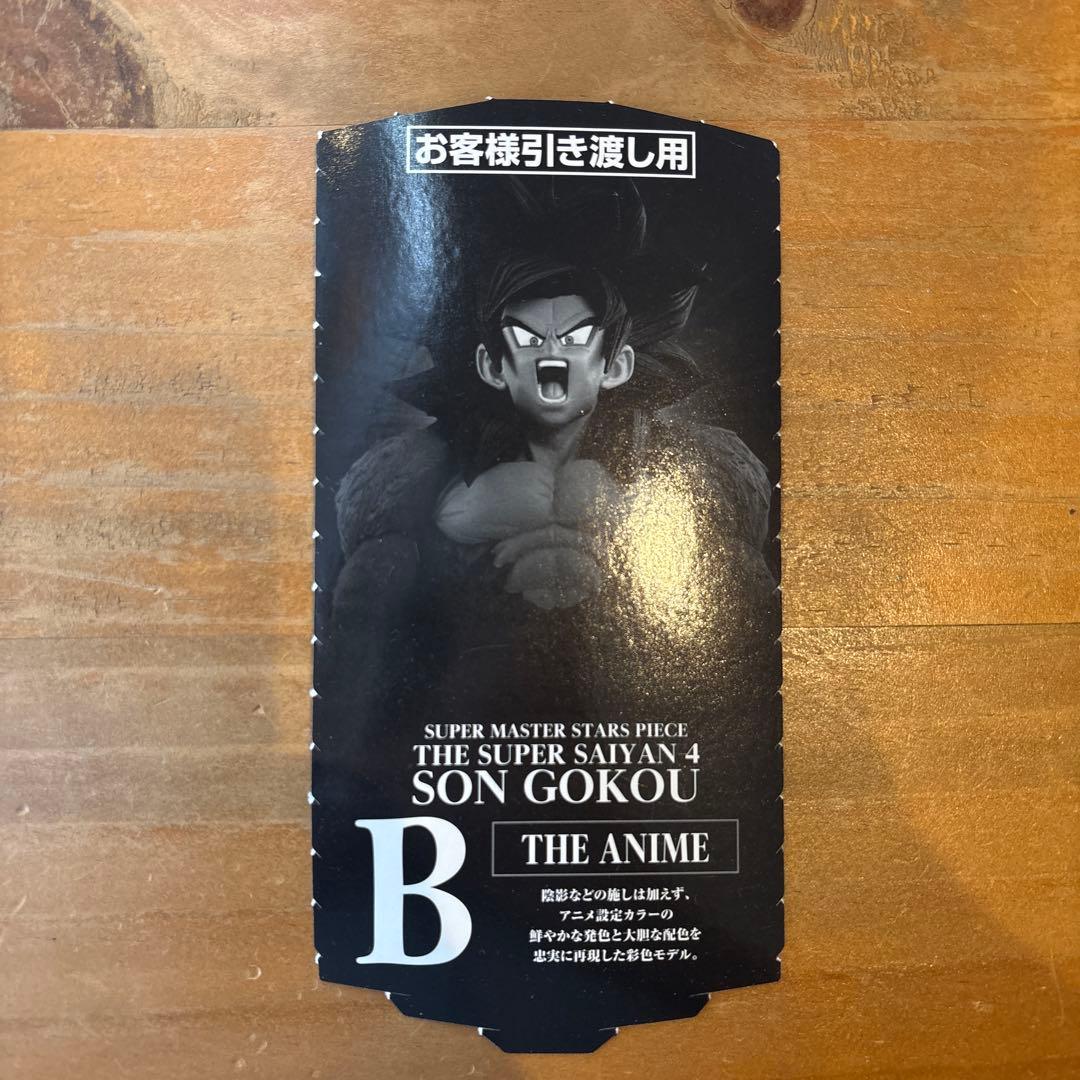 お客様引き渡し用
SUPER MASTER STARS PIECE
THE SUPER SAIYAN 4
SON GOKOU
B
THE ANIME
陰影などの施しは加えず、
アニメ設定カラーの
鮮やかな発色と大胆な配色を
忠実に再現した彩色モデル。